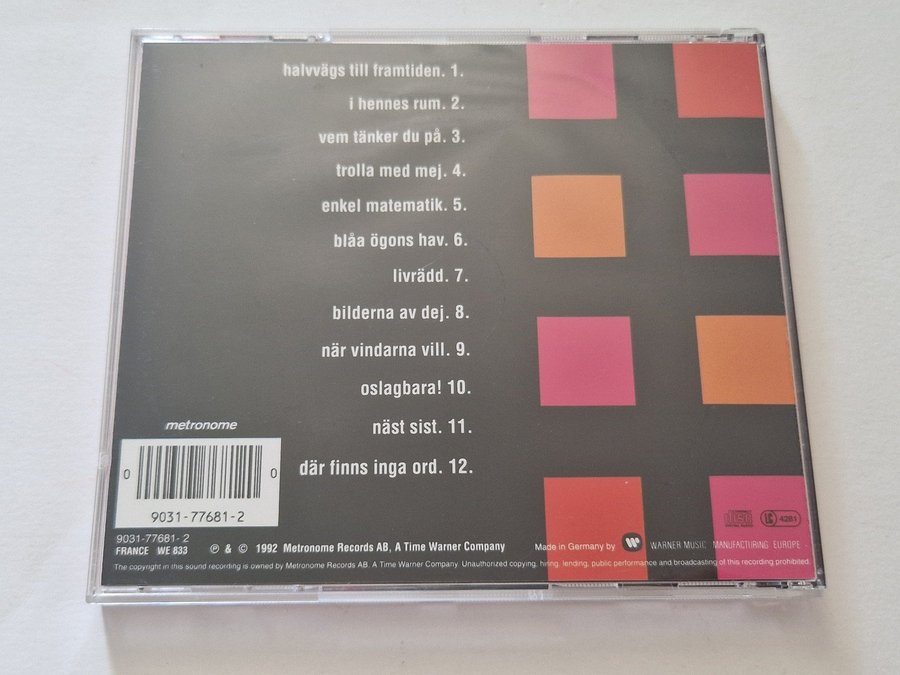 halvvägs till framtiden. 1.
i hennes rum. 2.
vem tänker du på. 3.
trolla med mej. 4.
enkel matematik. 5.
blåa ögons hav. 6.
livrädd. 7.
bilderna av dej. 8.
när vindarna vill. 9.
oslagbara! 10.
näst sist. 11.
där finns inga ord. 12.
metronome
0 0
9031-77681-2
9031-77681-2
FRANCE WE 833 ℗ & © 1992 Metronome Records AB, A Time Warner Company Made in Germany by WARNER MUSIC MANUFACTURING EUROPE -
LC 4281
The copyright in this sound recording is owned by Metronome Records AB. A Time Warner Company. Unauthorized copying, hiring, lending, public performance and broadcasting of this recording prohibited.